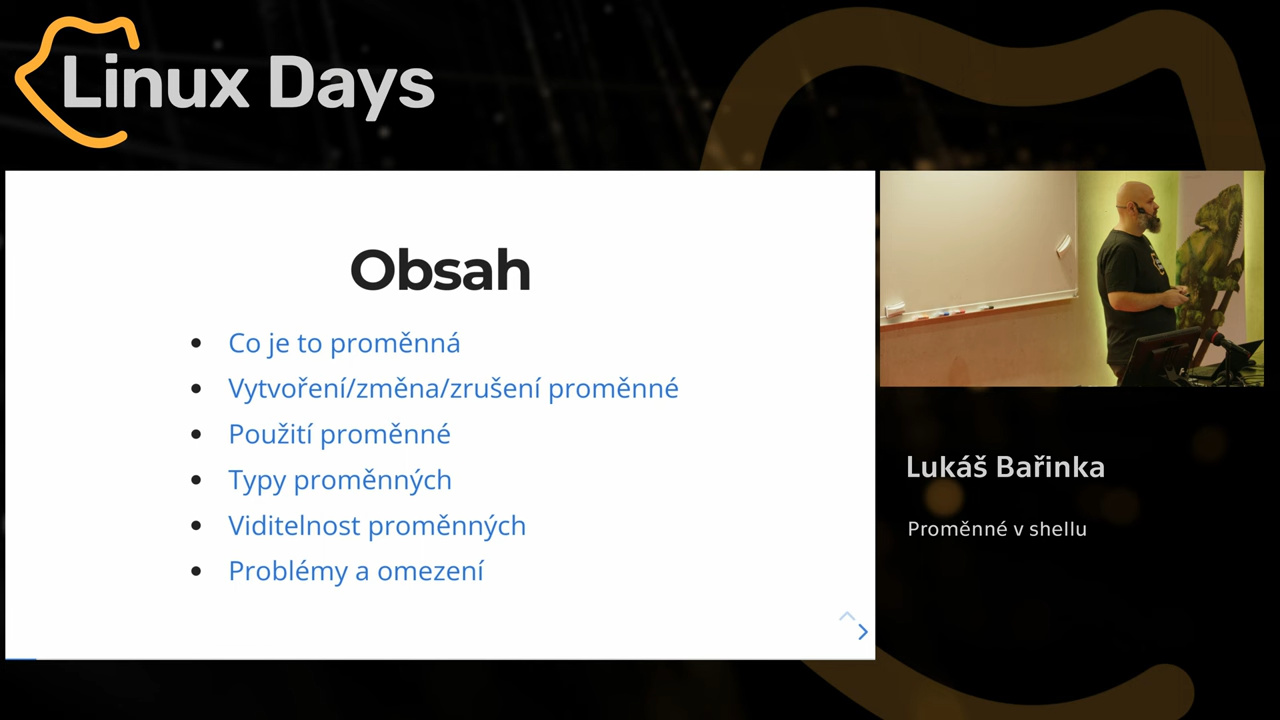 Linux Days
Obsah
Co je to proměnná
Vytvoření/změna/zrušení proměnné
Použití proměnné
Typy proměnných
Viditelnost proměnných
Problémy a omezení
Lukáš Bařinka
Proměnné v shellu